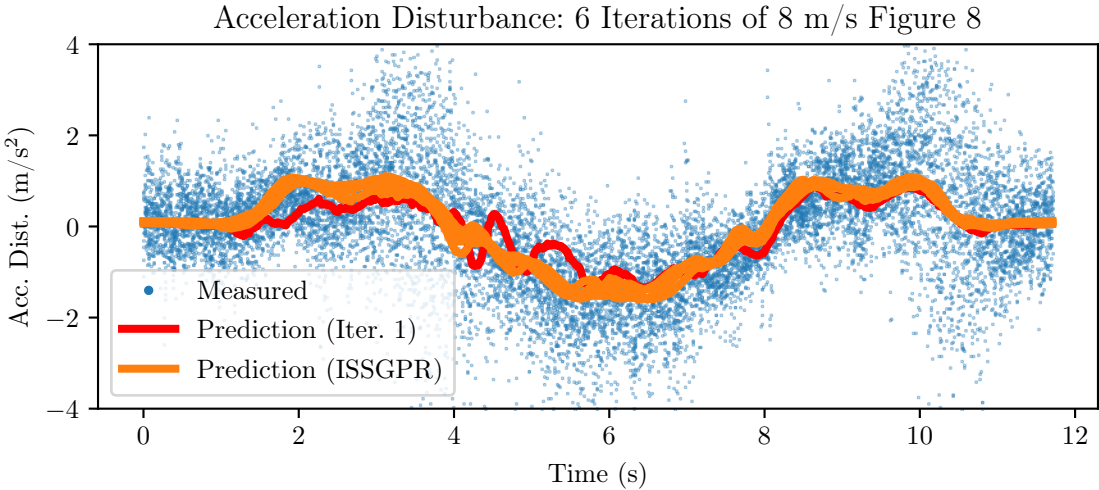 Acceleration Disturbance: 6 Iterations of 8 m/s Figure 8
Acc. Dist. (m/s²)
4
2
0
−2
−4
Measured
Prediction (Iter. 1)
Prediction (ISSGPR)
0 2 4 6 8 10 12
Time (s)